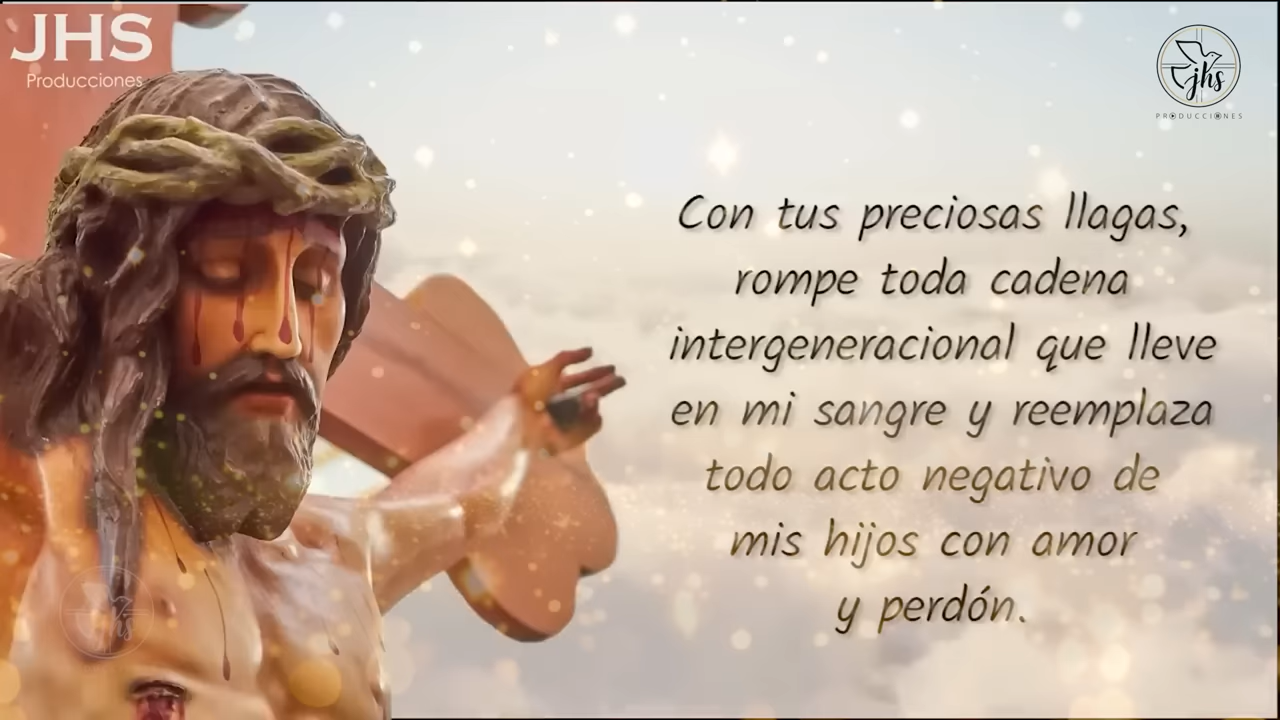 JHS
Producciones
jhs
PRODUCCIONES
Con tus preciosas llagas,
rompe toda cadena
intergeneracional que lleve
en mi sangre y reemplaza
todo acto negativo de
mis hijos con amor
y perdón.
jhs